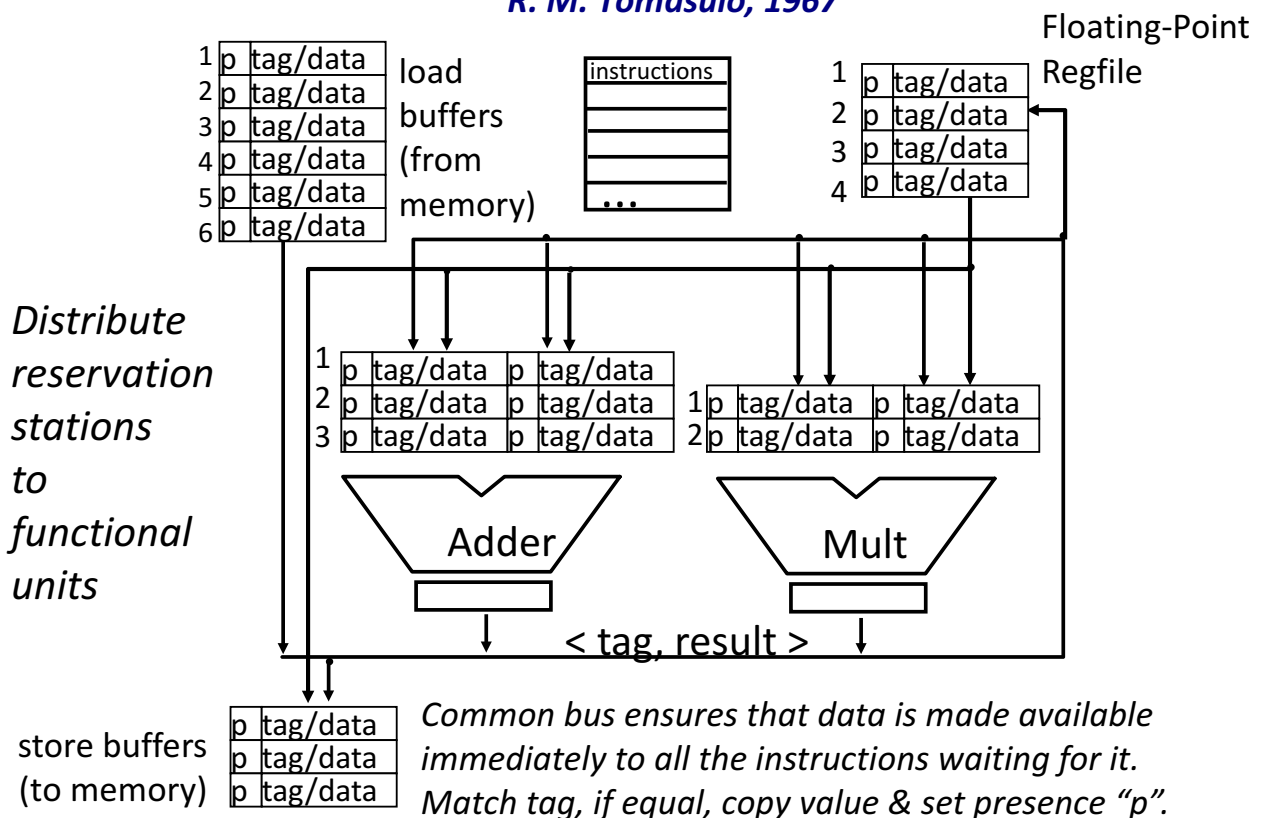 R. M. Tomasulo, 1967
Floating-Point
Regfile
1 p tag/data
2 p tag/data
3 p tag/data
4 p tag/data
5 p tag/data
6 p tag/data
load
buffers
(from
memory)
instructions
...
1 p tag/data
2 p tag/data
3 p tag/data
4 p tag/data
Distribute
reservation
stations
to
functional
units
1 p tag/data p tag/data
2 p tag/data p tag/data
3 p tag/data p tag/data
1 p tag/data p tag/data
2 p tag/data p tag/data
Adder
Mult
< tag, result >
store buffers
(to memory)
p tag/data
p tag/data
p tag/data
Common bus ensures that data is made available
immediately to all the instructions waiting for it.
Match tag, if equal, copy value & set presence “p”.